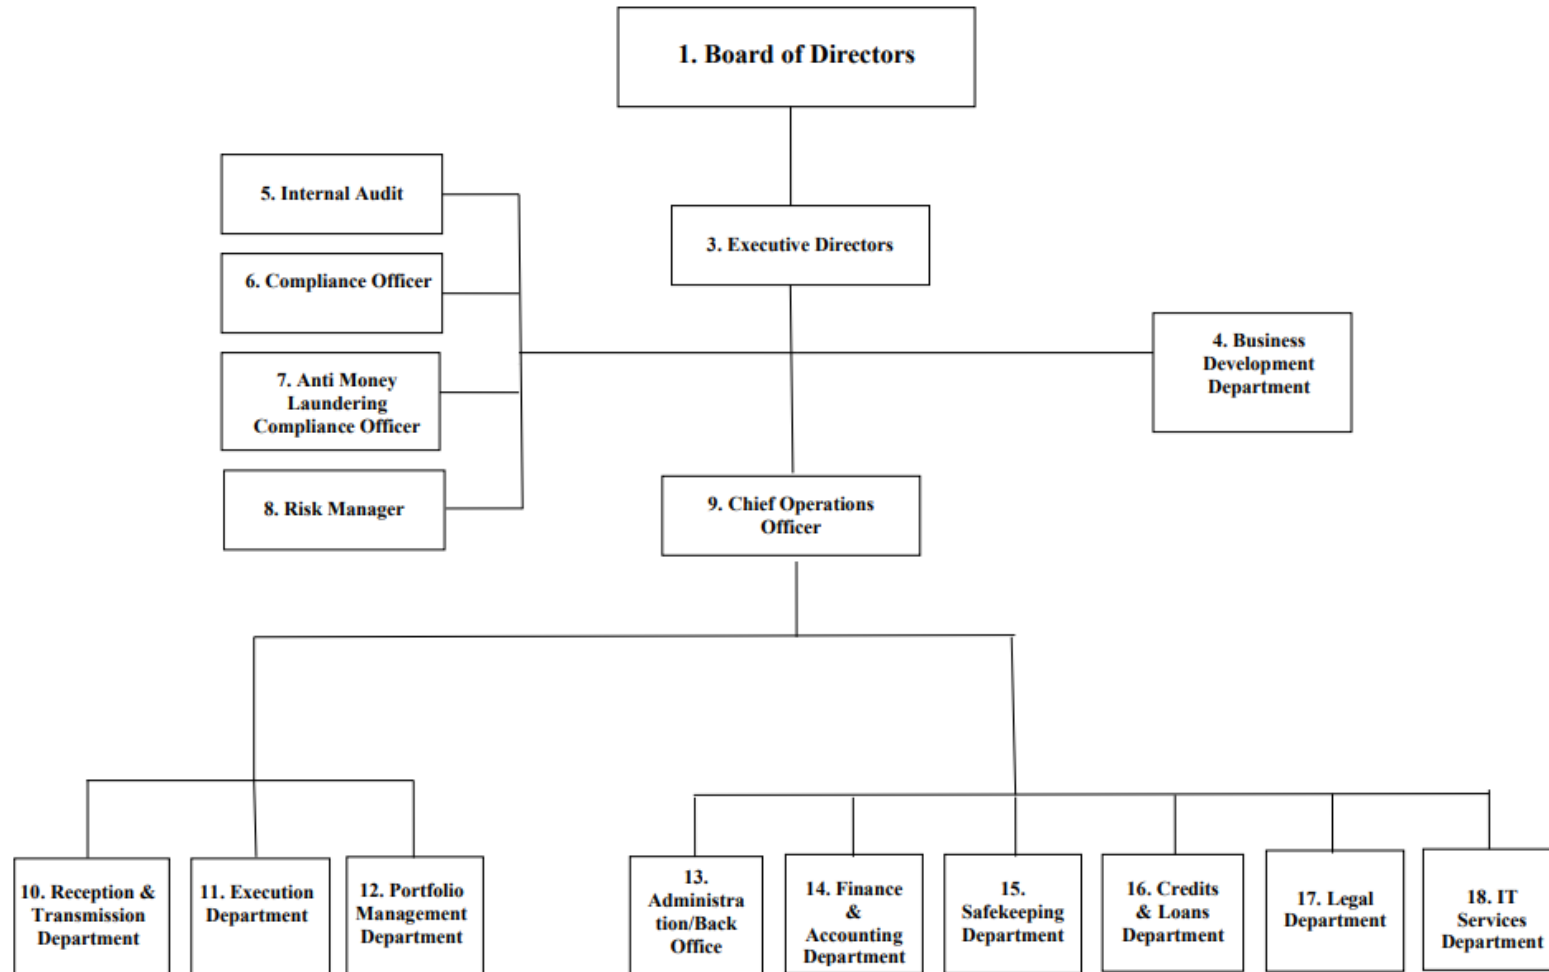 1. Board of Directors
5. Internal Audit
3. Executive Directors
6. Compliance Officer
4. Business
Development
Department
7. Anti Money
Laundering
Compliance Officer
8. Risk Manager
9. Chief Operations
Officer
10. Reception &
Transmission
Department
11. Execution
Department
12. Portfolio
Management
Department
13.
Administra
tion/Back
Office
14. Finance
&
Accounting
Department
15.
Safekeeping
Department
16. Credits
& Loans
Department
17. Legal
Department
18. IT
Services
Department